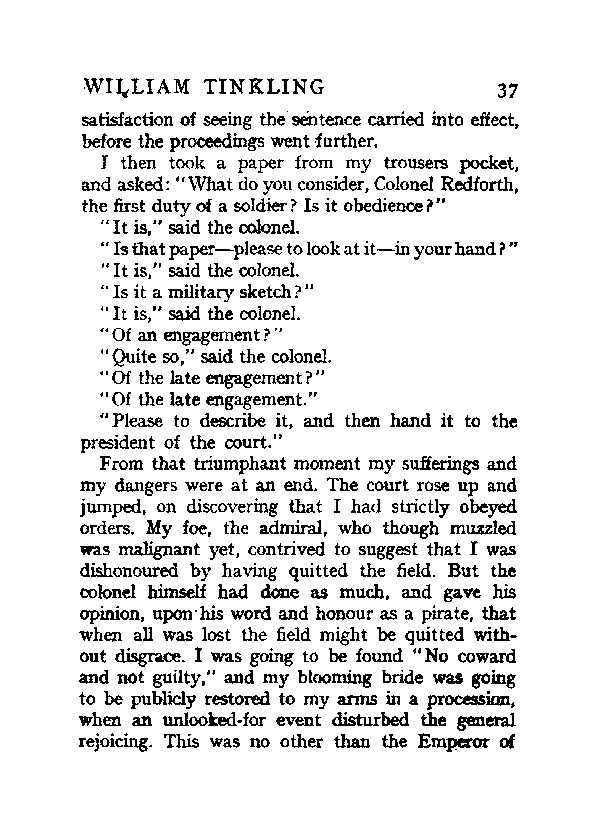 WILLIAM TINKLING 37
satisfaction of seeing the sentence carried into effect,
before the proceedings went further.
I then took a paper from my trousers pocket,
and asked: "What do you consider, Colonel Redforth,
the first duty of a soldier? Is it obedience?"
"It is," said the colonel.
"Is that paper—please to look at it—in your hand?"
"It is," said the colonel.
"Is it a military sketch?"
"It is," said the colonel.
"Of an engagement?"
"Quite so," said the colonel.
"Of the late engagement?"
"Of the late engagement."
"Please to describe it, and then hand it to the
president of the court."
From that triumphant moment my sufferings and
my dangers were at an end. The court rose up and
jumped, on discovering that I had strictly obeyed
orders. My foe, the admiral, who though muzzled
was malignant yet, contrived to suggest that I was
dishonoured by having quitted the field. But the
colonel himself had done as much, and gave his
opinion, upon his word and honour as a pirate, that
when all was lost the field might be quitted with-
out disgrace. I was going to be found "No coward
and not guilty," and my blooming bride was going
to be publicly restored to my arms in a procession,
when an unlooked-for event disturbed the general
rejoicing. This was no other than the Emperor of